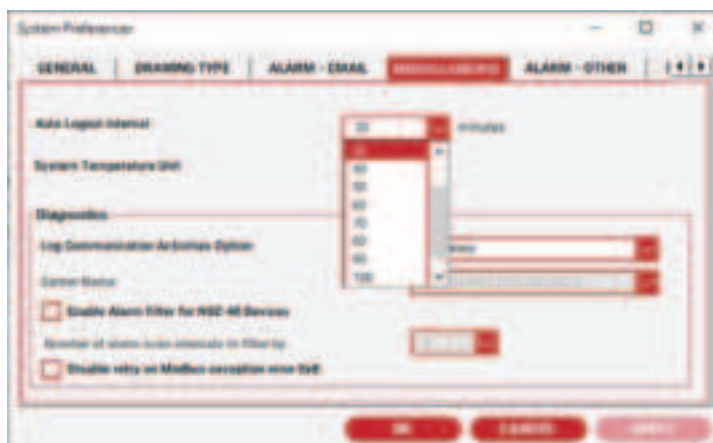 System Preferences
GENERAL | DRAWING TYPE | ALARM - EMAIL | MISCELLANEOUS | ALARM - OTHER
Auto Logout Interval
30
minutes
System Temperature Unit
30
40
50
60
70
80
90
100
Diagnostics
Log Communication Activities Option
Server Name
Enable Alarm Filter for NGC-40 Devices
Number of alarm scan intervals to filter by
Disable retry on Modbus exception error 0x6
OK
CANCEL
APPLY